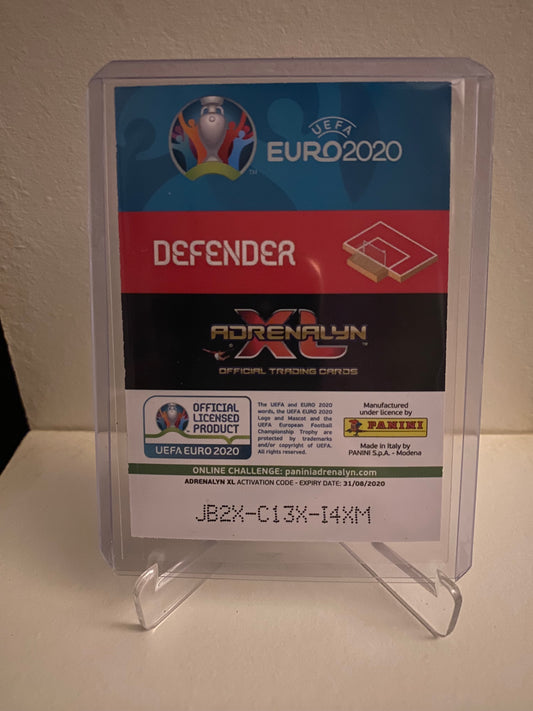 UEFA
EURO2020
TM
DEFENDER
ADRENALYN
XL
TM
OFFICIAL TRADING CARDS
OFFICIAL
LICENSED
PRODUCT
UEFA EURO 2020
The UEFA and EURO 2020
words, the UEFA EURO 2020
Logo and Mascot and the
UEFA European Football
Championship Trophy are
protected by trademarks
and/or copyright of UEFA.
All rights reserved.
Manufactured
under licence by
PANINI
Made in Italy by
PANINI S.p.A. - Modena
ONLINE CHALLENGE: paniniadrenalyn.com
ADRENALYN XL ACTIVATION CODE - EXPIRY DATE: 31/08/2020
JB2X-C13X-I4XM